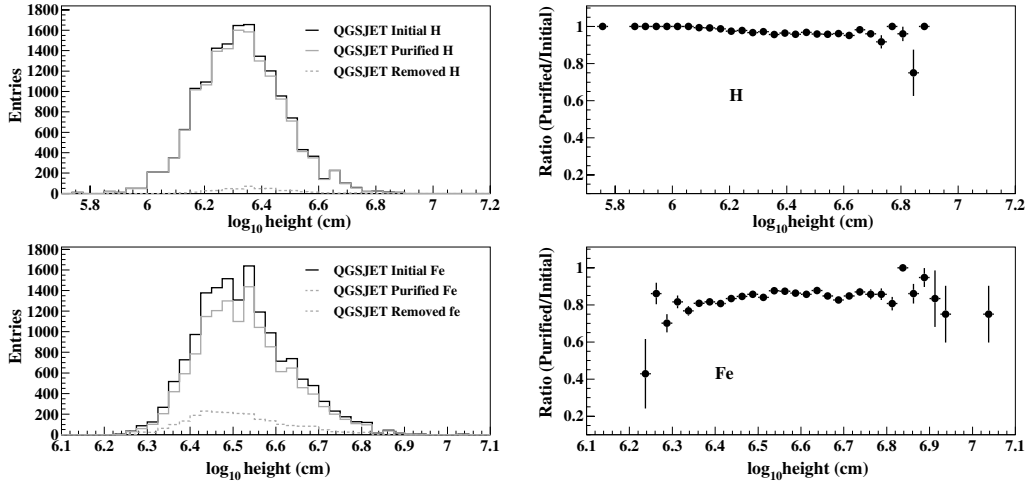 Entries
1600
1400
1200
1000
800
600
400
200
0
QGSJET Initial H
QGSJET Purified H
QGSJET Removed H
5.8 6 6.2 6.4 6.6 6.8 7 7.2
log10 height (cm)
Ratio (Purified/Initial)
1
0.8
0.6
0.4
0.2
H
5.8 6 6.2 6.4 6.6 6.8 7 7.2
log10 height (cm)
Entries
1800
1600
1400
1200
1000
800
600
400
200
0
QGSJET Initial Fe
QGSJET Purified Fe
QGSJET Removed fe
6.1 6.2 6.3 6.4 6.5 6.6 6.7 6.8 6.9 7 7.1
log10 height (cm)
Ratio (Purified/Initial)
1
0.8
0.6
0.4
0.2
Fe
6.1 6.2 6.3 6.4 6.5 6.6 6.7 6.8 6.9 7 7.1
log10 height (cm)